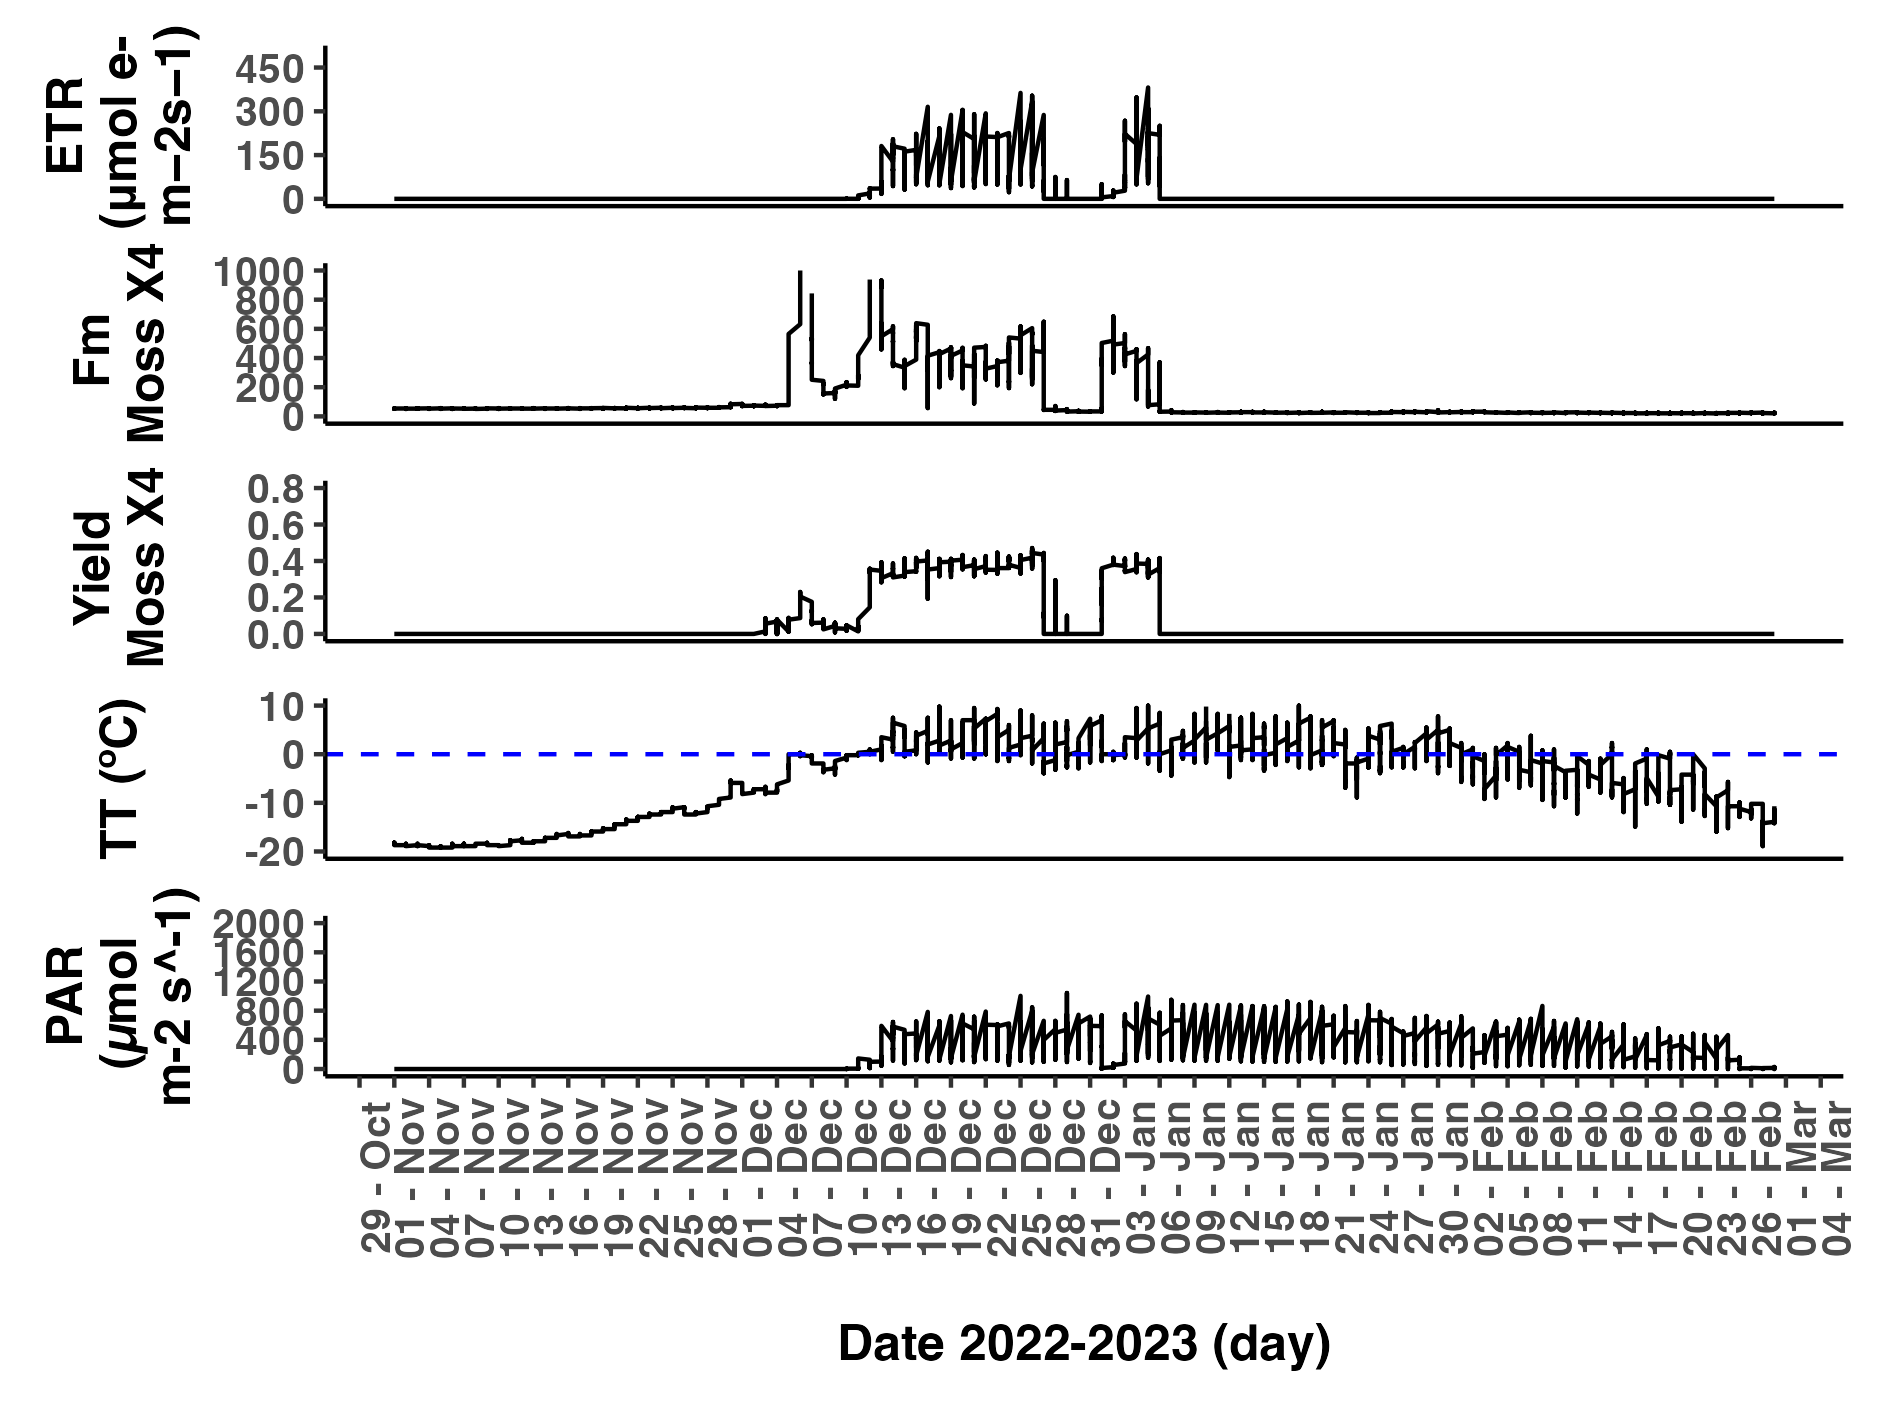 ETR
(µmol e-
m−2s−1)
450
300
150
0
Fm
Moss X4
1000
800
600
400
200
0
Yield
Moss X4
0.8
0.6
0.4
0.2
0.0
TT (ºC)
10
0
-10
-20
PAR
(µmol
m-2 s^-1)
2000
1600
1200
800
400
0
29 - Oct
01 - Nov
04 - Nov
07 - Nov
10 - Nov
13 - Nov
16 - Nov
19 - Nov
22 - Nov
25 - Nov
28 - Nov
01 - Dec
04 - Dec
07 - Dec
10 - Dec
13 - Dec
16 - Dec
19 - Dec
22 - Dec
25 - Dec
28 - Dec
31 - Dec
03 - Jan
06 - Jan
09 - Jan
12 - Jan
15 - Jan
18 - Jan
21 - Jan
24 - Jan
27 - Jan
30 - Jan
02 - Feb
05 - Feb
08 - Feb
11 - Feb
14 - Feb
17 - Feb
20 - Feb
23 - Feb
26 - Feb
01 - Mar
04 - Mar
Date 2022-2023 (day)